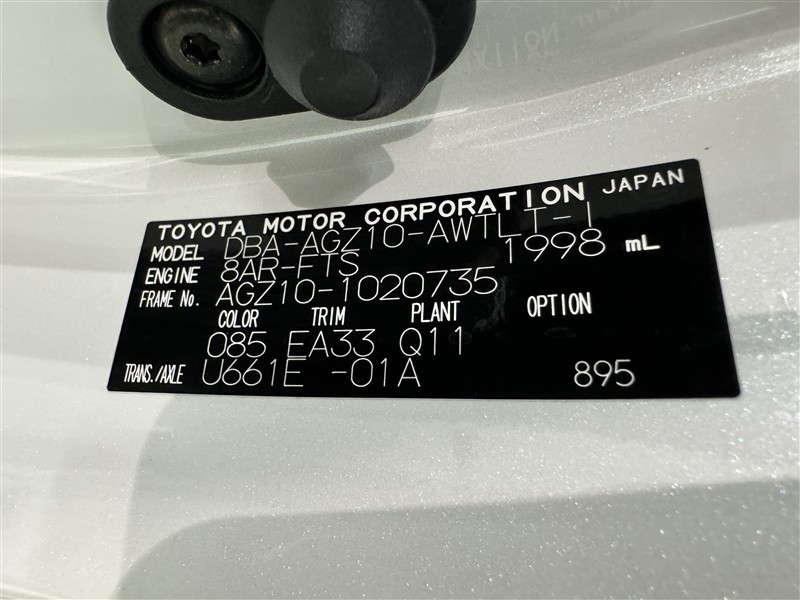 TOYOTA MOTOR CORPORATION JAPAN
MODEL DBA-AGZ10-AWTLT-I
ENGINE 8AR-FTS 1998 mL
FRAME No. AGZ10-1020735
COLOR TRIM PLANT OPTION
085 EA33 Q11
TRANS./AXLE U661E -01A 895